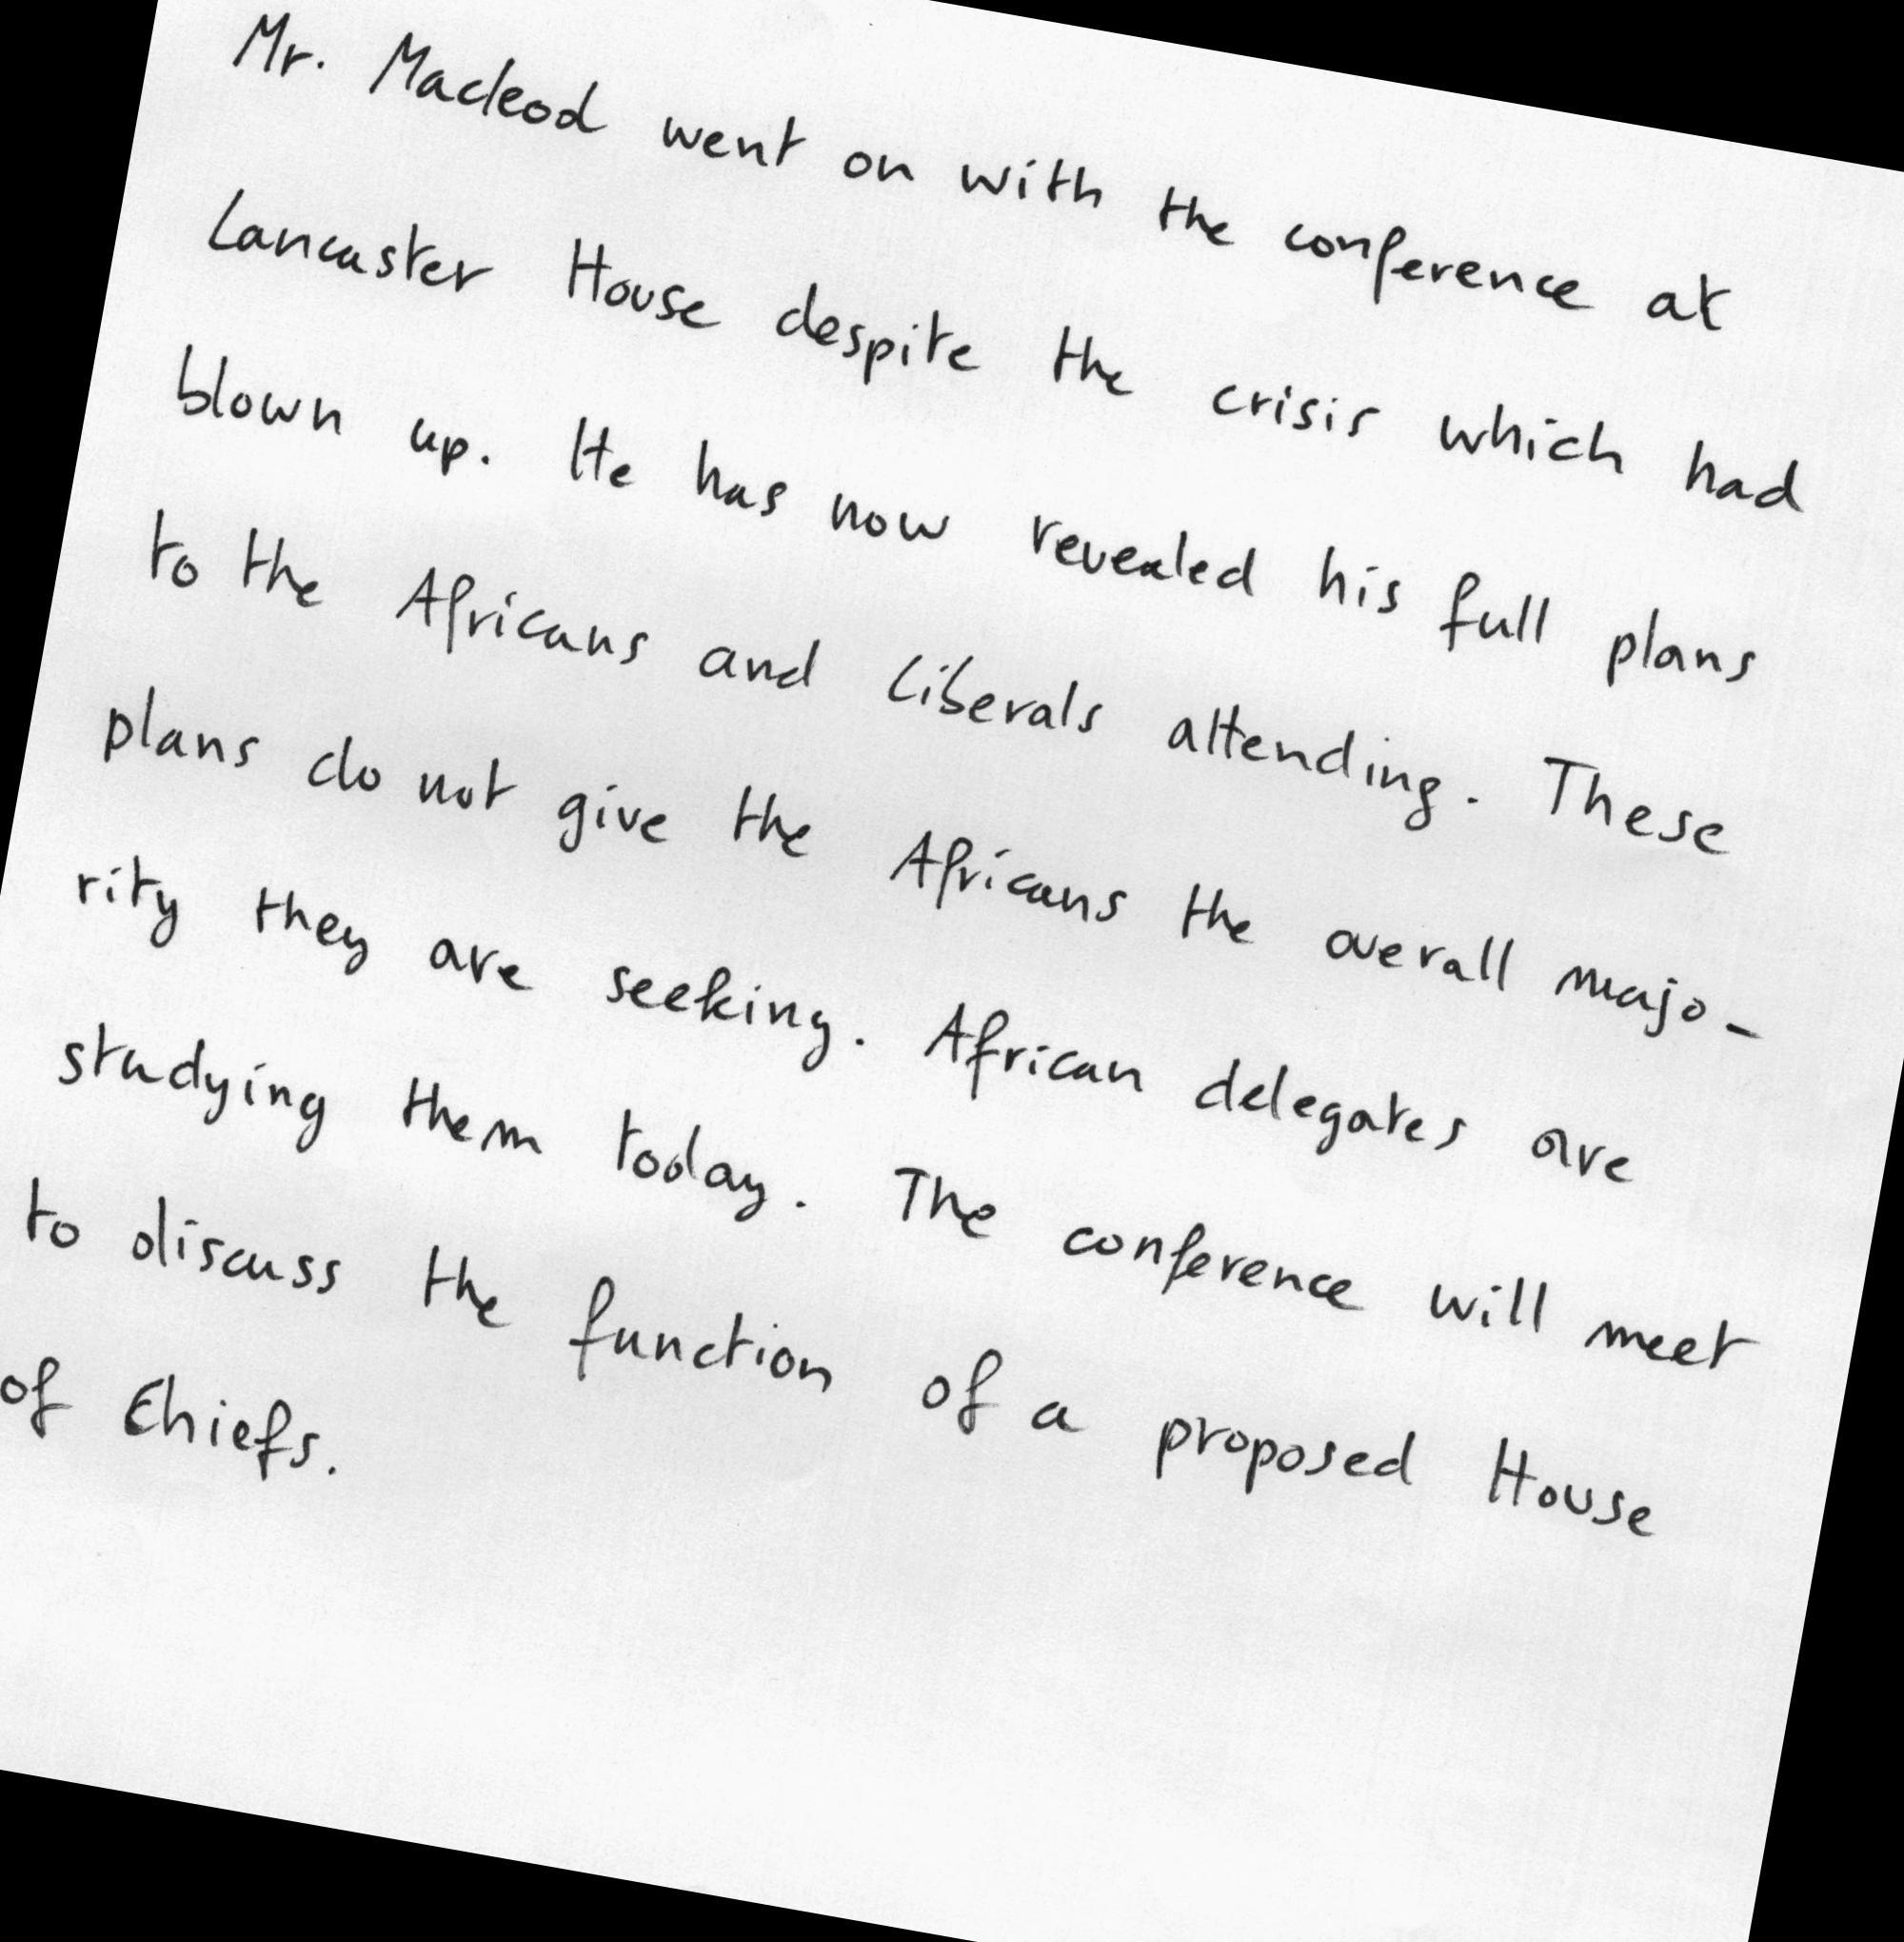 Mr. Macleod went on with the conference at
Lancaster House despite the crisis which had
blown up. He has now revealed his full plans
to the Africans and Liberals attending. These
plans do not give the Africans the overall majo-
rity they are seeking. African delegates are
studying them today. The conference will meet
to discuss the function of a proposed House
of Chiefs.